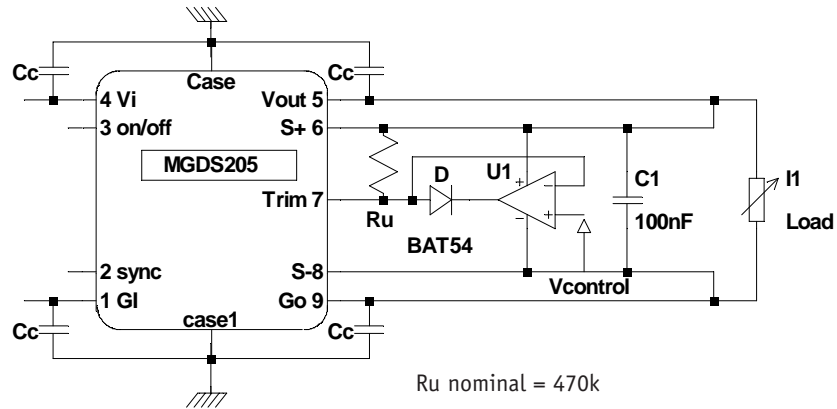 Cc
Cc
Case
4 Vi
Vout 5
3 on/off
S+ 6
MGDS205
D
U1
+
−
C1
I1
Trim 7
Ru
−
+
100nF
Load
BAT54
2 sync
S-8
Vcontrol
1 GI
Go 9
Cc
case1
Cc
Ru nominal = 470k